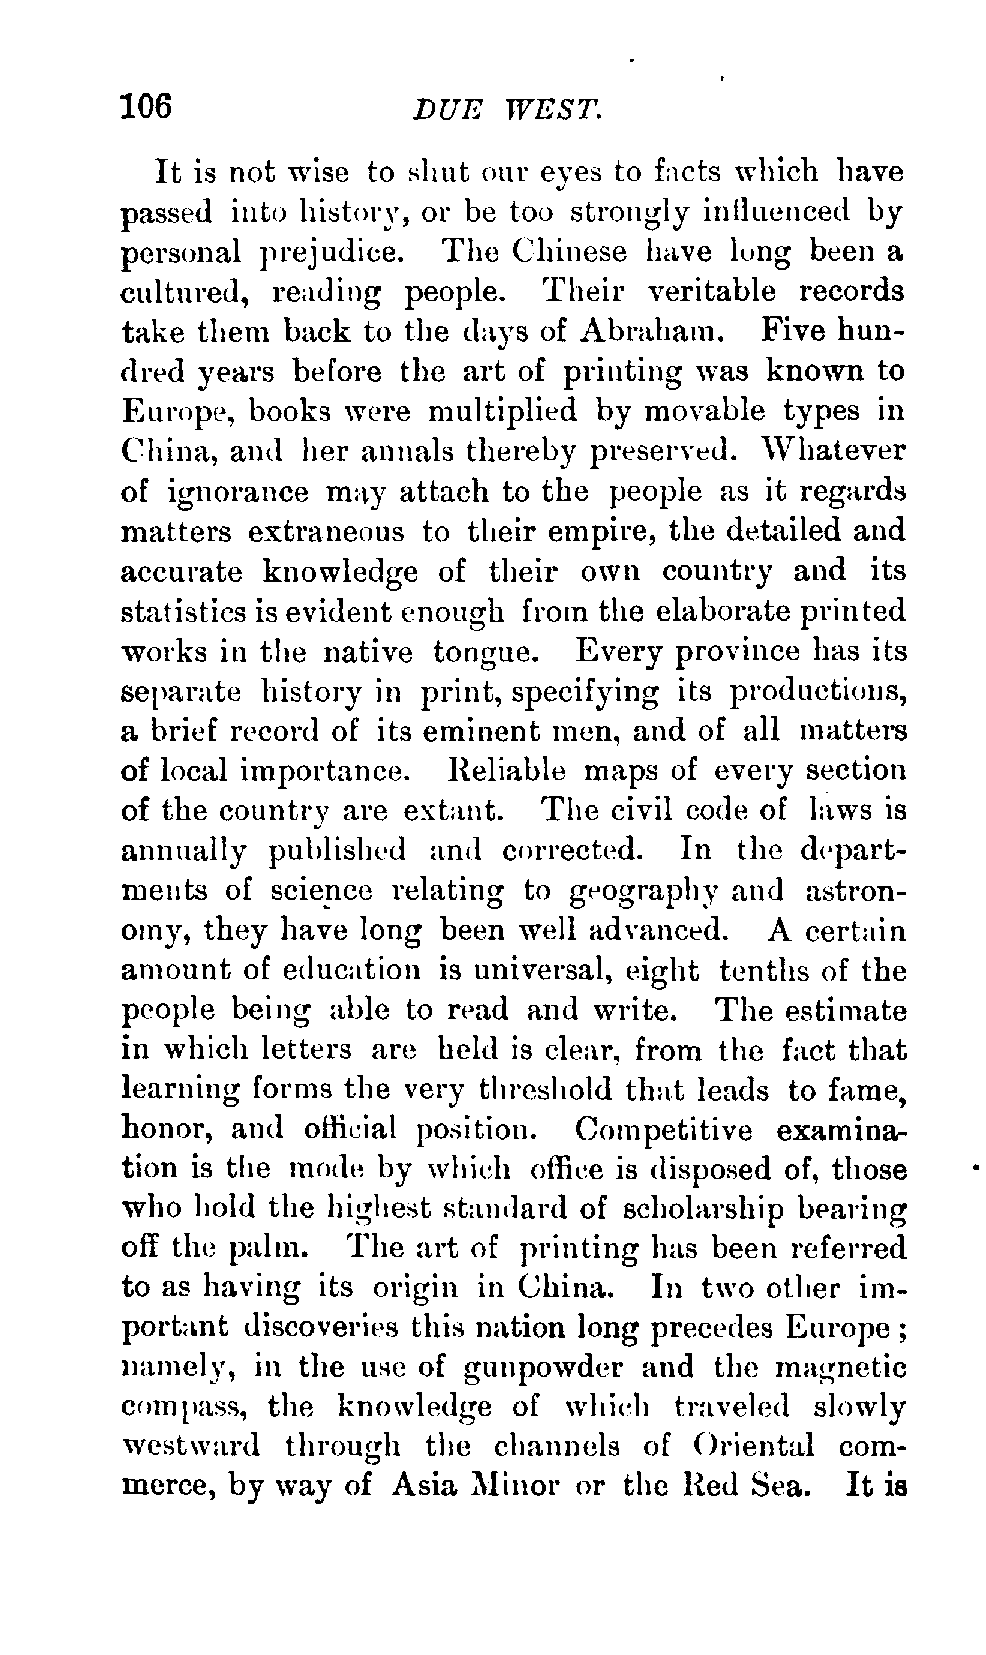 106 DUE WEST.
It is not wise to shut our eyes to facts which have
passed into history, or be too strongly influenced by
personal prejudice. The Chinese have long been a
cultured, reading people. Their veritable records
take them back to the days of Abraham. Five hun-
dred years before the art of printing was known to
Europe, books were multiplied by movable types in
China, and her annals thereby preserved. Whatever
of ignorance may attach to the people as it regards
matters extraneous to their empire, the detailed and
accurate knowledge of their own country and its
statistics is evident enough from the elaborate printed
works in the native tongue. Every province has its
separate history in print, specifying its productions,
a brief record of its eminent men, and of all matters
of local importance. Reliable maps of every section
of the country are extant. The civil code of laws is
annually published and corrected. In the depart-
ments of science relating to geography and astron-
omy, they have long been well advanced. A certain
amount of education is universal, eight tenths of the
people being able to read and write. The estimate
in which letters are held is clear, from the fact that
learning forms the very threshold that leads to fame,
honor, and official position. Competitive examina-
tion is the mode by which office is disposed of, those
who hold the highest standard of scholarship bearing
off the palm. The art of printing has been referred
to as having its origin in China. In two other im-
portant discoveries this nation long precedes Europe;
namely, in the use of gunpowder and the magnetic
compass, the knowledge of which traveled slowly
westward through the channels of Oriental com-
merce, by way of Asia Minor or the Red Sea. It is